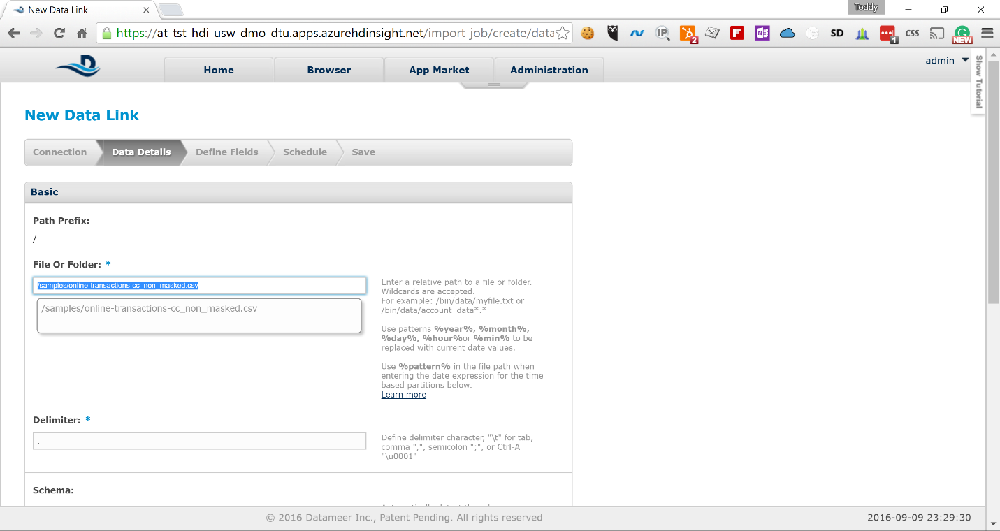 New Data Link
Toddy
https://at-tst-hdi-usw-dmo-dtu.apps.azurehdinsight.net/import-job/create/data
IP
2
SD
1
CSS
NEW
D
Home
Browser
App Market
Administration
admin
Show Tutorial
New Data Link
Connection
Data Details
Define Fields
Schedule
Save
Basic
Path Prefix:
/
File Or Folder: *
/samples/online-transactions-cc_non_masked.csv
/samples/online-transactions-cc_non_masked.csv
Enter a relative path to a file or folder.
Wildcards are accepted.
For example: /bin/data/myfile.txt or
/bin/data/account_data*.*
Use patterns %year%, %month%,
%day%, %hour%or %min% to be
replaced with current date values.
Use %pattern% in the file path when
entering the date expression for the time
based partitions below.
Learn more
Delimiter: *
Define delimiter character, "\t" for tab,
comma ",", semicolon ";", or Ctrl-A
"\u0001"
Schema:
© 2016 Datameer Inc., Patent Pending. All rights reserved
2016-09-09 23:29:30